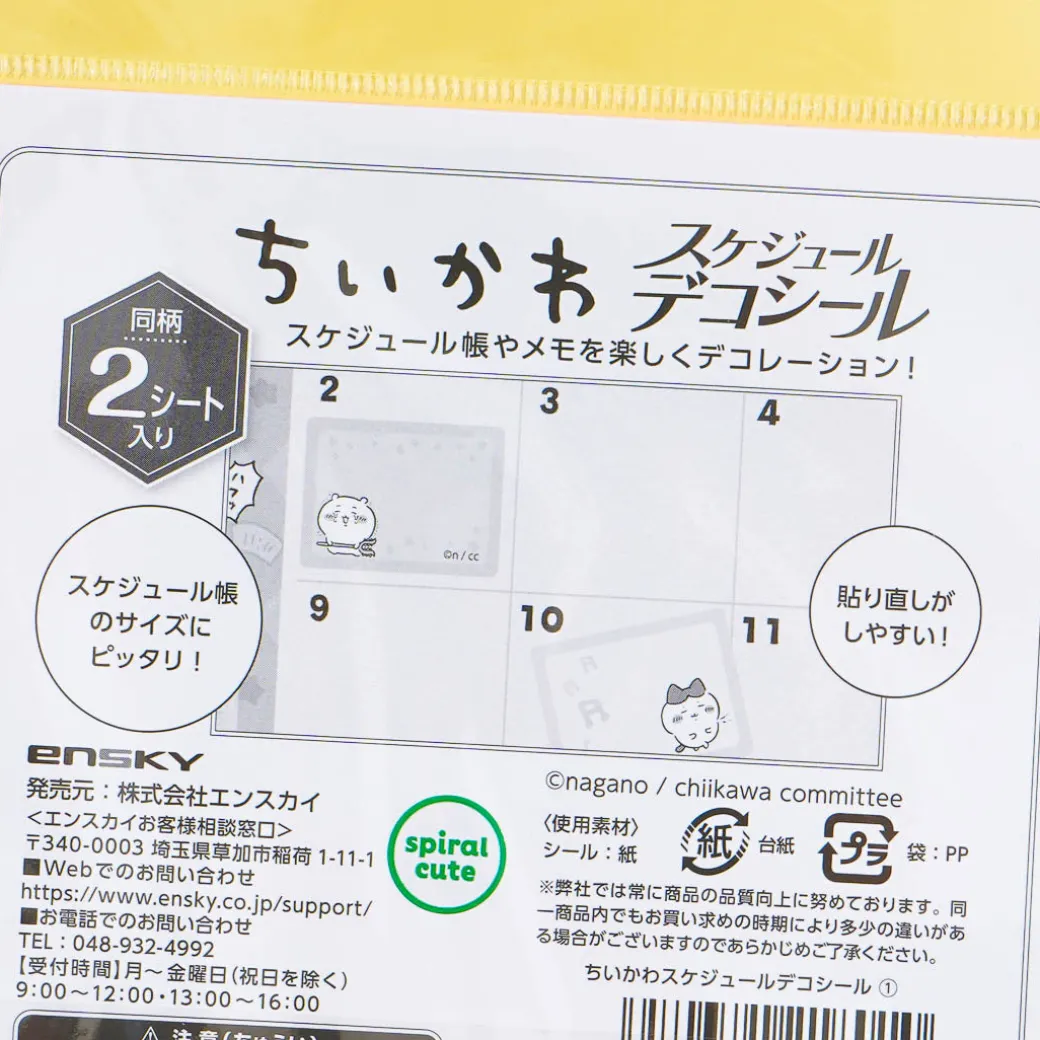 ちいかわ
スケジュール
デコシール
スケジュール帳やメモを楽しくデコレーション!
同柄
2シート
入り
2
3
4
©n / cc
9
10
11
スケジュール帳
のサイズに
ピッタリ!
貼り直しが
しやすい!
ensky
発売元:株式会社エンスカイ
<エンスカイお客様相談窓口>
〒340-0003 埼玉県草加市稲荷 1-11-1
■Webでのお問い合わせ
https://www.ensky.co.jp/support/
■お電話でのお問い合わせ
TEL:048-932-4992
【受付時間】月~金曜日(祝日を除く)
9:00~12:00・13:00~16:00
spiral
cute
©nagano / chiikawa committee
〈使用素材〉
シール:紙
紙
台紙
プラ
袋:PP
※弊社では常に商品の品質向上に努めております。同
一商品内でもお買い求めの時期により多少の違いがあ
る場合がございますのであらかじめご了承ください。
ちいかわスケジュールデコシール ①